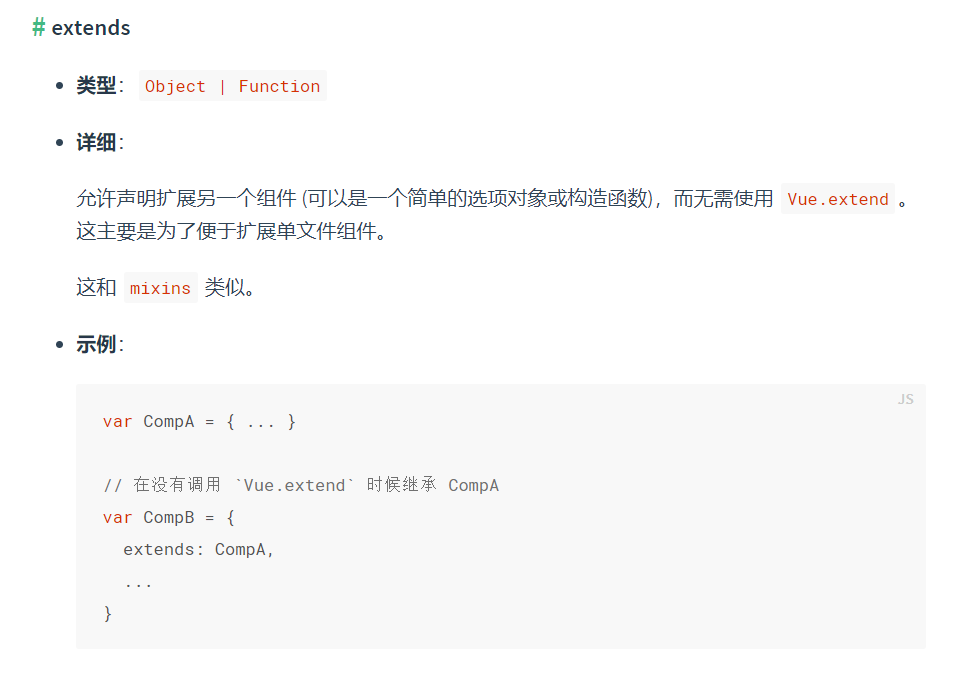 # extends
类型： Object | Function
详细：
允许声明扩展另一个组件 (可以是一个简单的选项对象或构造函数)，而无需使用 Vue.extend 。
这主要是为了便于扩展单文件组件。
这和 mixins 类似。
示例：
JS
var CompA = { ... }
// 在没有调用 `Vue.extend` 时候继承 CompA
var CompB = {
  extends: CompA,
  ...
}